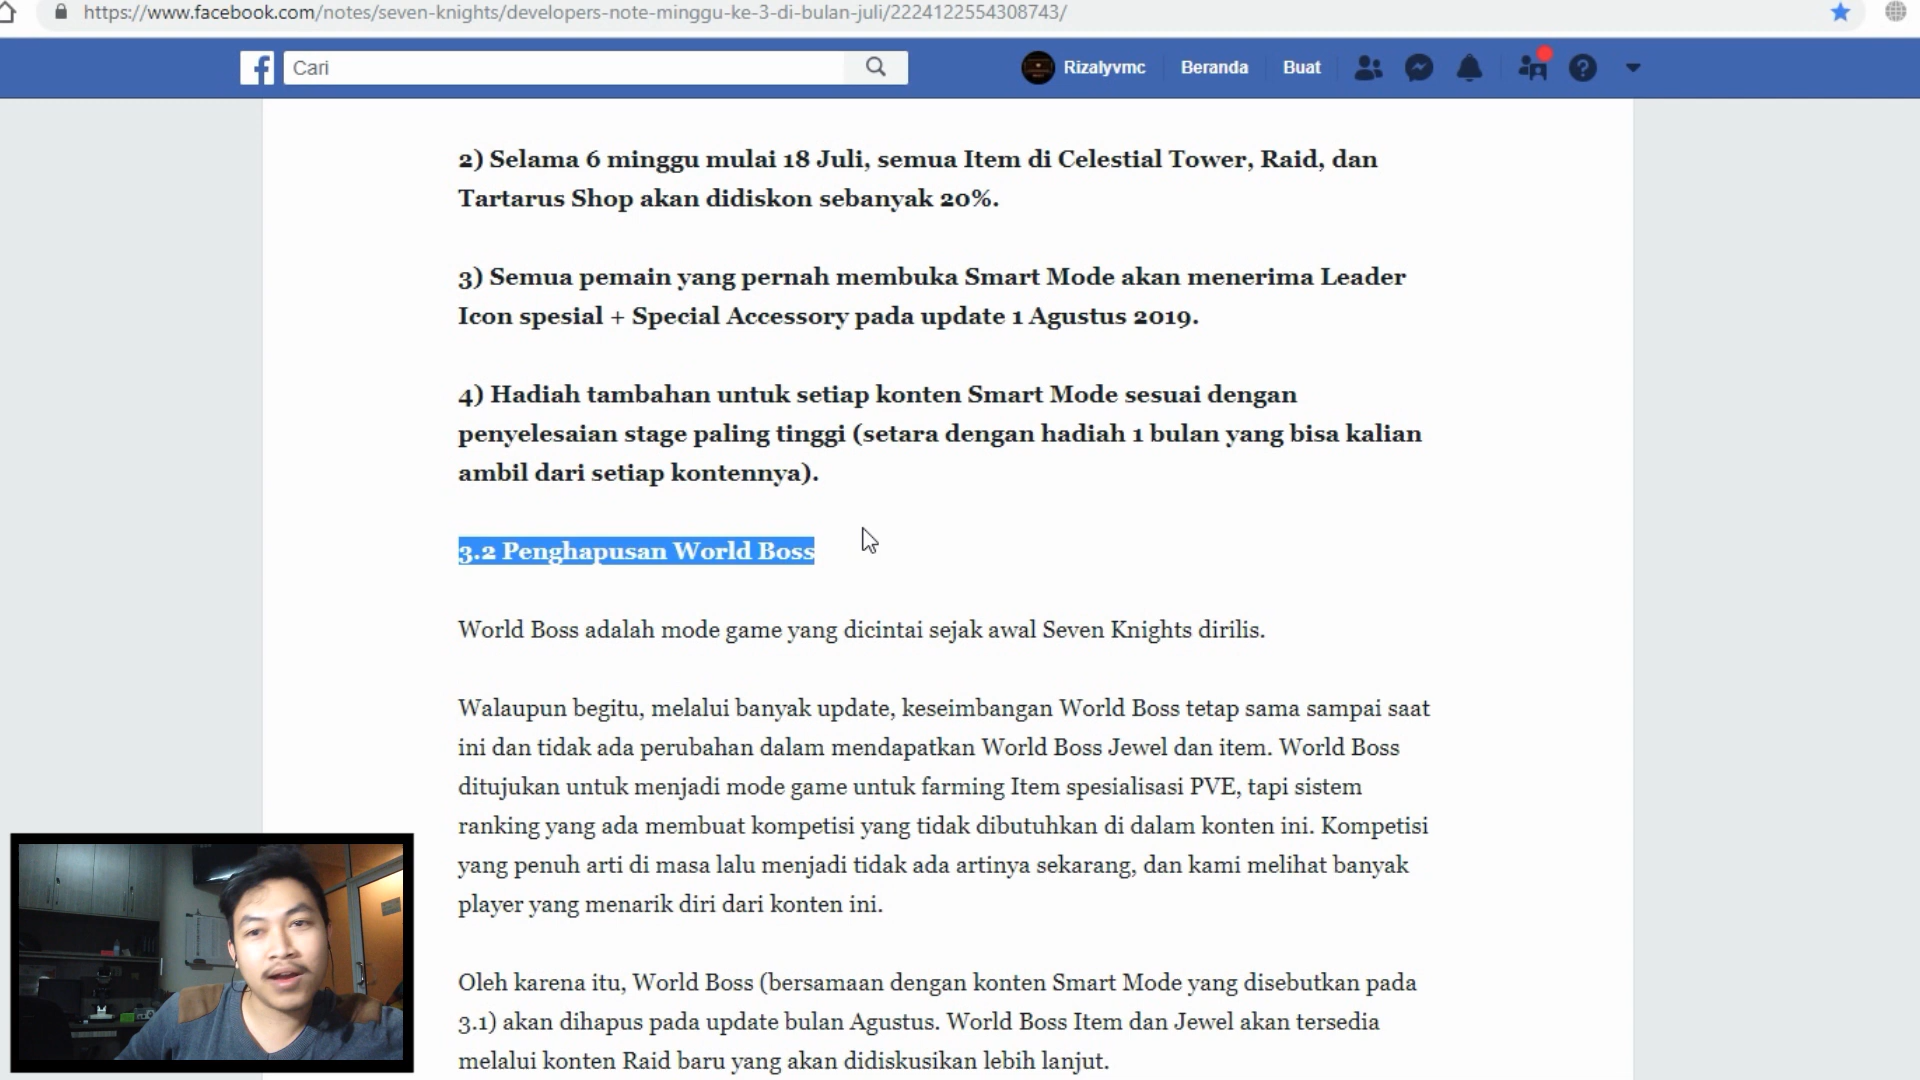 https://www.facebook.com/notes/seven-knights/developers-note-minggu-ke-3-di-bulan-juli/2224122554308743/
f
Cari
Rizalyvmc
Beranda
Buat
2) Selama 6 minggu mulai 18 Juli, semua Item di Celestial Tower, Raid, dan
Tartarus Shop akan didiskon sebanyak 20%.
3) Semua pemain yang pernah membuka Smart Mode akan menerima Leader
Icon spesial + Special Accessory pada update 1 Agustus 2019.
4) Hadiah tambahan untuk setiap konten Smart Mode sesuai dengan
penyelesaian stage paling tinggi (setara dengan hadiah 1 bulan yang bisa kalian
ambil dari setiap kontennya).
3.2 Penghapusan World Boss
World Boss adalah mode game yang dicintai sejak awal Seven Knights dirilis.
Walaupun begitu, melalui banyak update, keseimbangan World Boss tetap sama sampai saat
ini dan tidak ada perubahan dalam mendapatkan World Boss Jewel dan item. World Boss
ditujukan untuk menjadi mode game untuk farming Item spesialisasi PVE, tapi sistem
ranking yang ada membuat kompetisi yang tidak dibutuhkan di dalam konten ini. Kompetisi
yang penuh arti di masa lalu menjadi tidak ada artinya sekarang, dan kami melihat banyak
player yang menarik diri dari konten ini.
Oleh karena itu, World Boss (bersamaan dengan konten Smart Mode yang disebutkan pada
3.1) akan dihapus pada update bulan Agustus. World Boss Item dan Jewel akan tersedia
melalui konten Raid baru yang akan didiskusikan lebih lanjut.